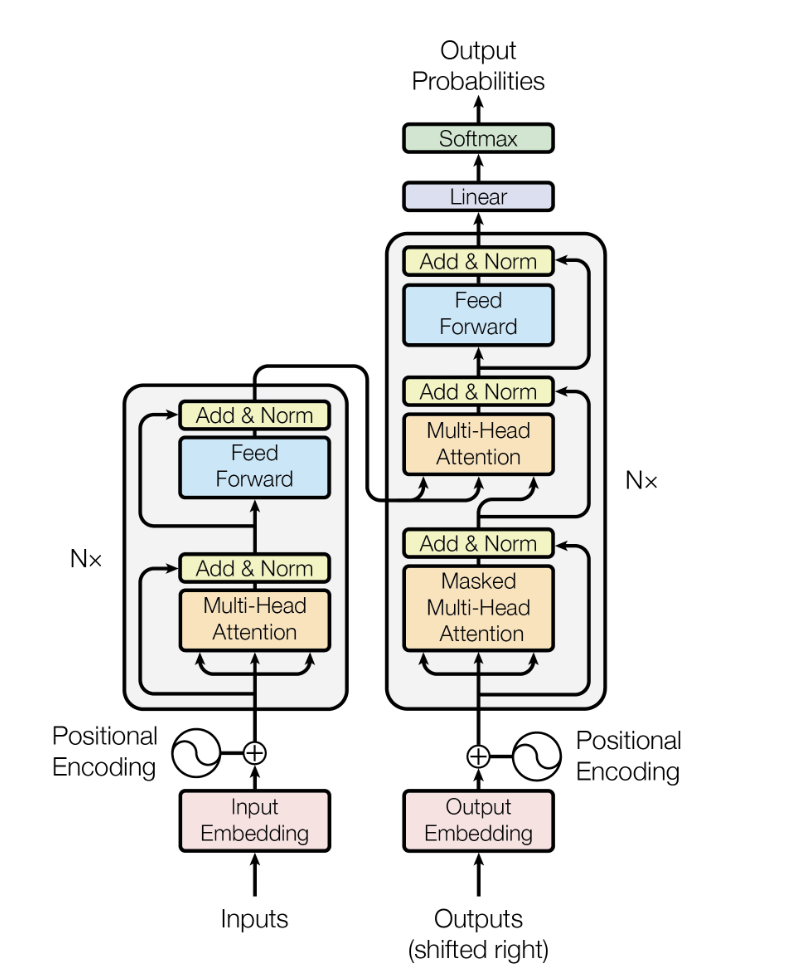 Output
Probabilities
Softmax
Linear
Add & Norm
Feed
Forward
Add & Norm
Multi-Head
Attention
Add & Norm
Masked
Multi-Head
Attention
N×
Add & Norm
Feed
Forward
Add & Norm
Multi-Head
Attention
N×
Positional
Encoding
Positional
Encoding
Input
Embedding
Output
Embedding
Inputs
Outputs
(shifted right)